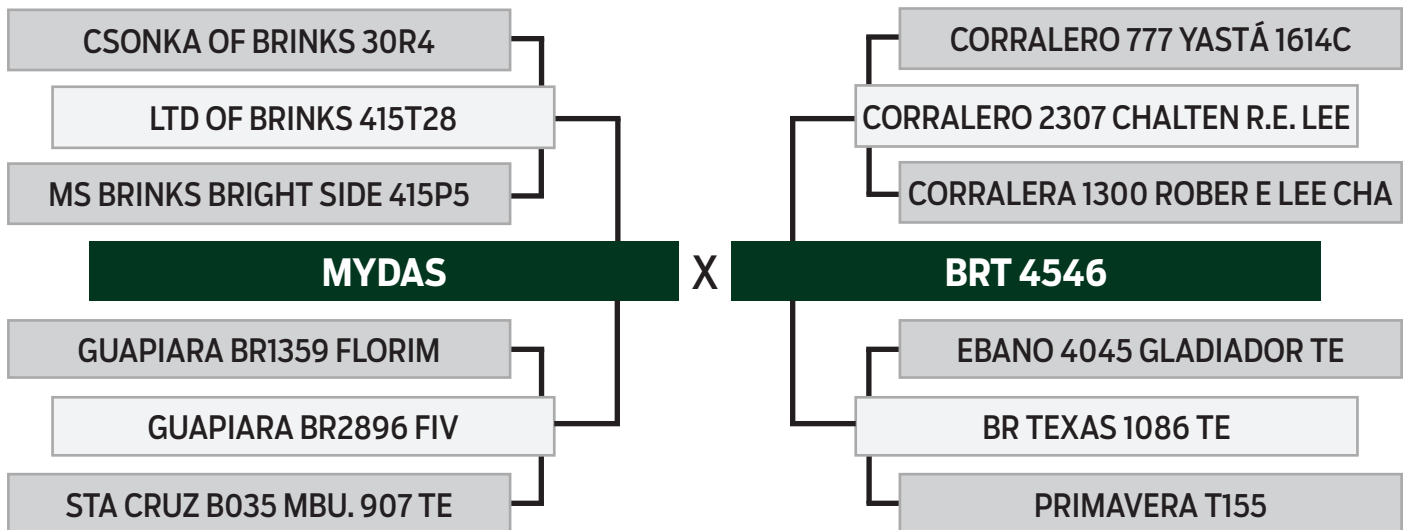 CSONKA OF BRINKS 30R4
LTD OF BRINKS 415T28
MS BRINKS BRIGHT SIDE 415P5
MYDAS
GUAPIARA BR1359 FLORIM
GUAPIARA BR2896 FIV
STA CRUZ B035 MBU. 907 TE
X
CORRALERO 777 YASTÁ 1614C
CORRALERO 2307 CHALTEN R.E. LEE
CORRALERA 1300 ROBER E LEE CHA
BRT 4546
EBANO 4045 GLADIADOR TE
BR TEXAS 1086 TE
PRIMAVERA T155